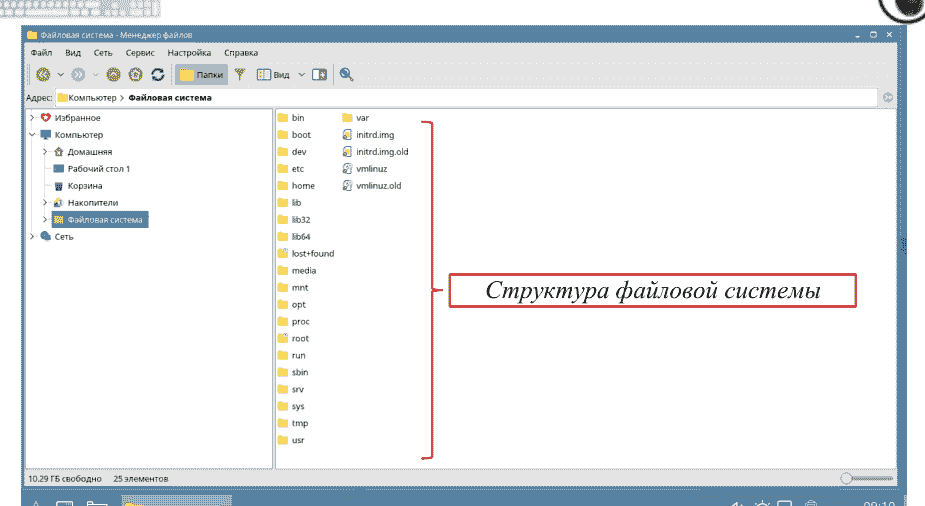 Файловая система - Менеджер файлов
Файл Вид Сеть Сервис Настройка Справка
Папки Вид
Адрес: Компьютер > Файловая система
Избранное
Компьютер
Домашняя
Рабочий стол 1
Корзина
Накопители
Файловая система
Сеть
bin
boot
dev
etc
home
lib
lib32
lib64
lost+found
media
mnt
opt
proc
root
run
sbin
srv
sys
tmp
usr
var
initrd.img
initrd.img.old
vmlinuz
vmlinuz.old
Структура файловой системы
10.29 ГБ свободно 25 элементов